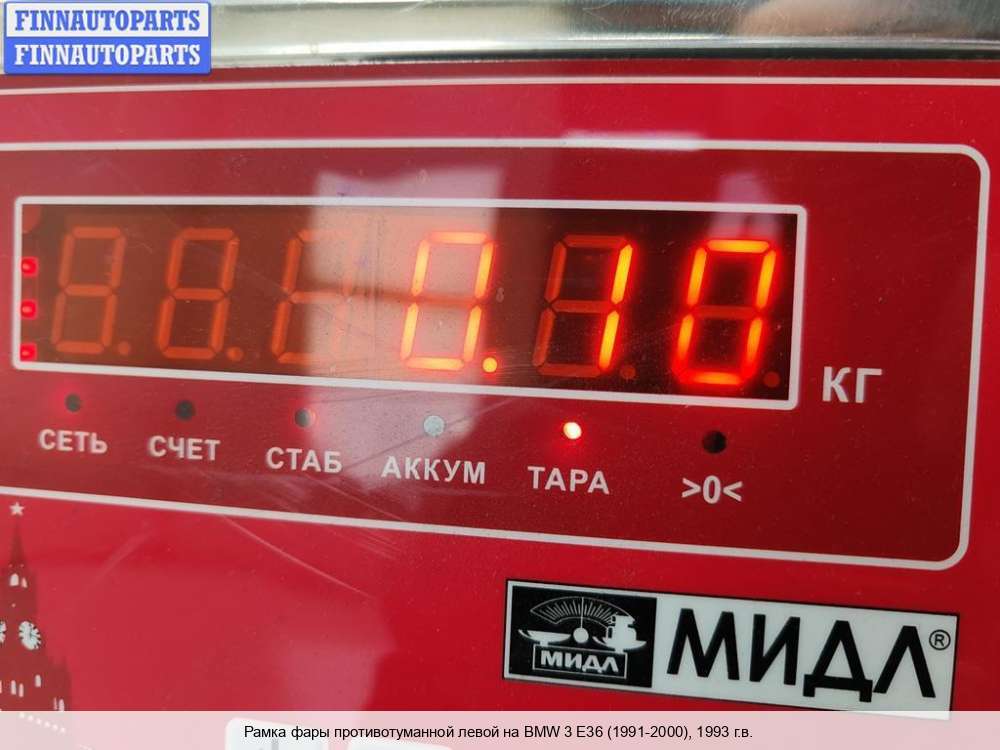 FINNAUTOPARTS
FINNAUTOPARTS
0.10
КГ
СЕТЬ СЧЕТ СТАБ АККУМ ТАРА >0<
МИДЛ МИДЛ®
Рамка фары противотуманной левой на BMW 3 E36 (1991-2000), 1993 г.в.